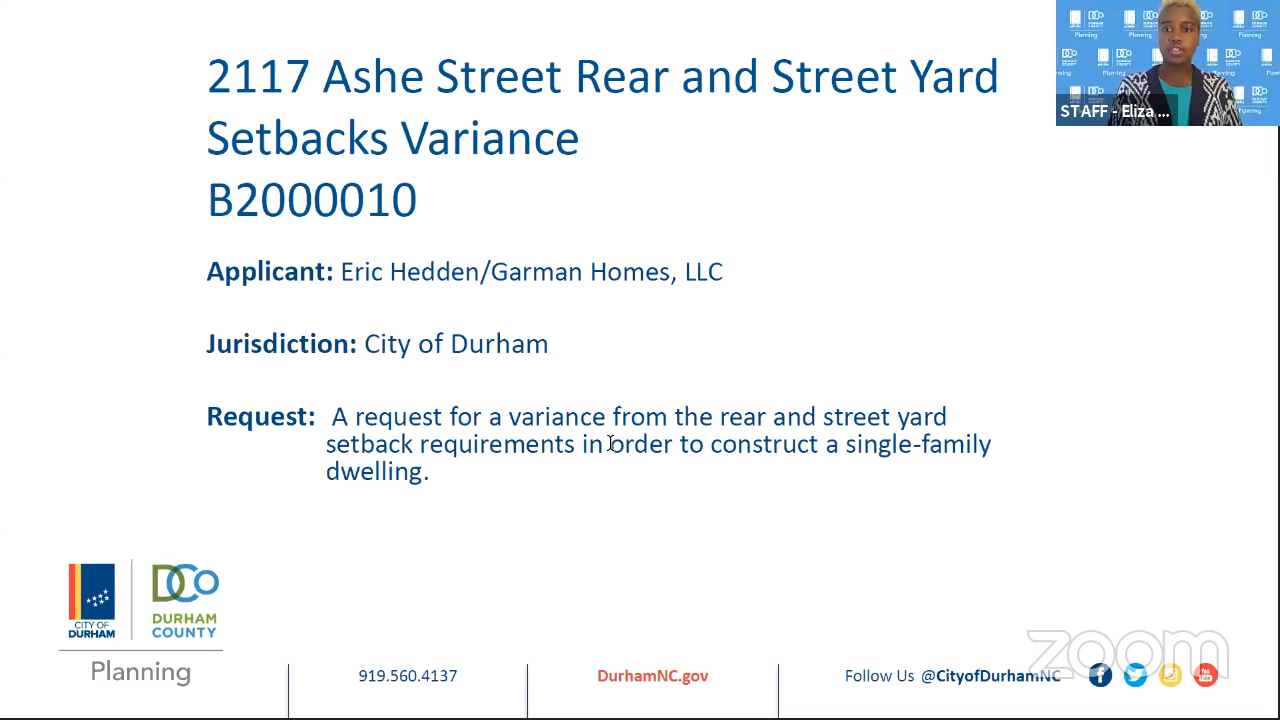 2117 Ashe Street Rear and Street Yard
Setbacks Variance
B2000010
STAFF - Eliza ...
Applicant: Eric Hedden/Garman Homes, LLC
Jurisdiction: City of Durham
Request: A request for a variance from the rear and street yard
setback requirements in order to construct a single-family
dwelling.
CITY OF
DURHAM
DCO
DURHAM
COUNTY
Planning
919.560.4137
DurhamNC.gov
Follow Us @CityofDurhamNC
zoom